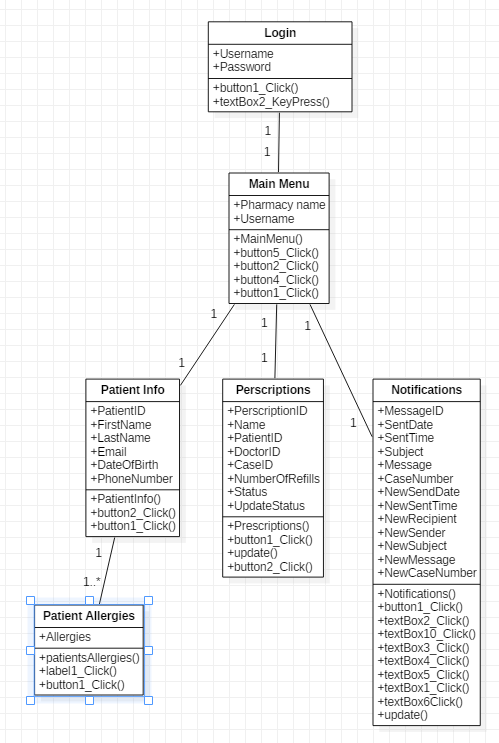 Login
+Username
+Password
+button1_Click()
+textBox2_KeyPress()
1
1
Main Menu
+Pharmacy name
+Username
+MainMenu()
+button5_Click()
+button2_Click()
+button4_Click()
+button1_Click()
1
1
1
1
1
1
Patient Info
+PatientID
+FirstName
+LastName
+Email
+DateOfBirth
+PhoneNumber
+PatientInfo()
+button2_Click()
+button1_Click()
Perscriptions
+PerscriptionID
+Name
+PatientID
+DoctorID
+CaseID
+NumberOfRefills
+Status
+UpdateStatus
+Prescriptions()
+button1_Click()
+update()
+button2_Click()
Notifications
+MessageID
+SentDate
+SentTime
+Subject
+Message
+CaseNumber
+NewSendDate
+NewSentTime
+NewRecipient
+NewSender
+NewSubject
+NewMessage
+NewCaseNumber
+Notifications()
+button1_Click()
+textBox2_Click()
+textBox10_Click()
+textBox3_Click()
+textBox4_Click()
+textBox5_Click()
+textBox1_Click()
+textBox6Click()
+update()
1
1..*
Patient Allergies
+Allergies
+patientsAllergies()
+label1_Click()
+button1_Click()